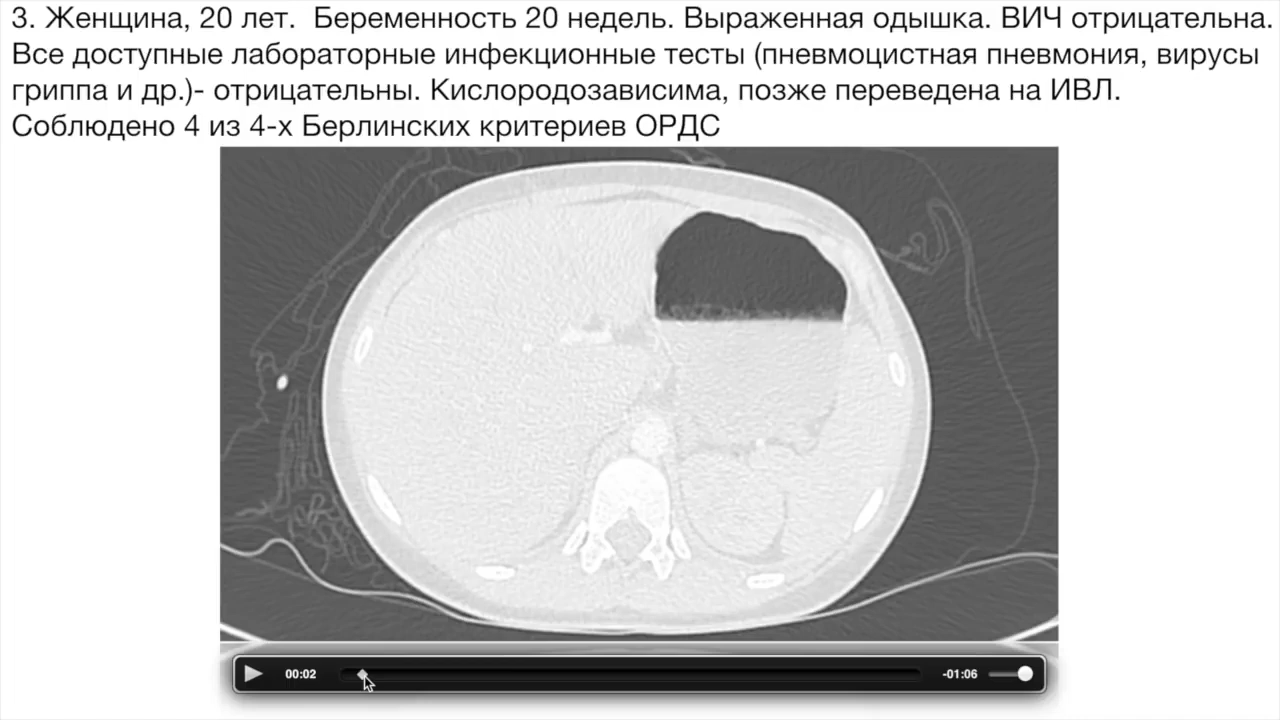 3. Женщина, 20 лет.  Беременность 20 недель. Выраженная одышка. ВИЧ отрицательна.
Все доступные лабораторные инфекционные тесты (пневмоцистная пневмония, вирусы
гриппа и др.)- отрицательны. Кислородозависима, позже переведена на ИВЛ.
Соблюдено 4 из 4-х Берлинских критериев ОРДС
00:02 -01:06